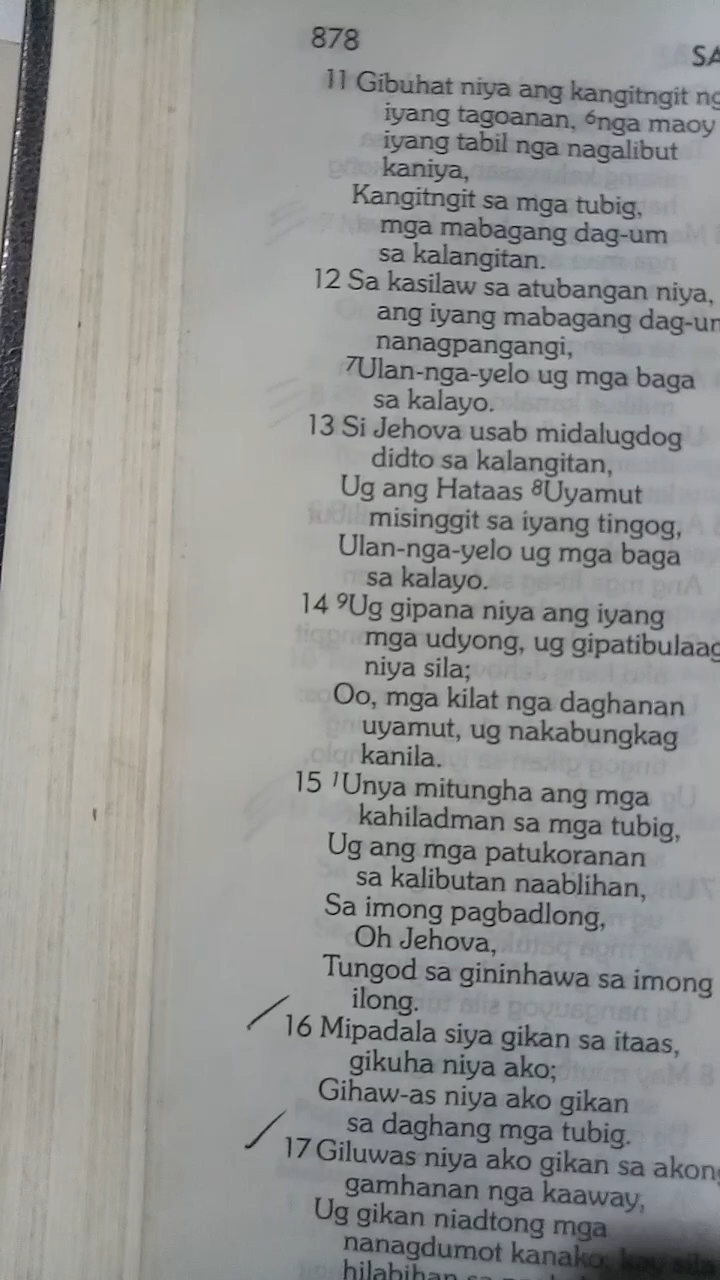 878
11 Gibuhat niya ang kangitngit
iyang tagoanan, 6nga maoy
iyang tabil nga nagalibut
kaniya,
Kangitngit sa mga tubig,
mga mabagang dag-um
sa kalangitan.
12 Sa kasilaw sa atubangan niya,
ang iyang mabagang
nanagpangangi,
7Ulan-nga-yelo ug mga baga
sa kalayo.
13 Si Jehova usab midalugdog
didto sa kalangitan,
Ug ang Hataas 8Uyamut
misinggit sa iyang tingog,
Ulan-nga-yelo ug mga baga
sa kalayo.
14 9Ug gipana niya ang iyang
mga udyong, ug gipatibulaag
niya sila;
Oo, mga kilat nga daghanan
uyamut, ug nakabungkag
kanila.
15 1Unya mitungha ang mga
kahiladman sa mga tubig,
Ug ang mga patukoranan
sa kalibutan naablihan,
Sa imong pagbadlong,
Oh Jehova,
Tungod sa gininhawa sa imong
ilong.
16 Mipadala siya gikan sa itaas,
gikuha niya ako;
Gihaw-as niya ako gikan
sa daghang mga tubig.
17 Giluwas niya ako gikan sa akong
gamhanan nga kaaway,
Ug gikan niadtong mga
nanagdumot kanako; kay sila